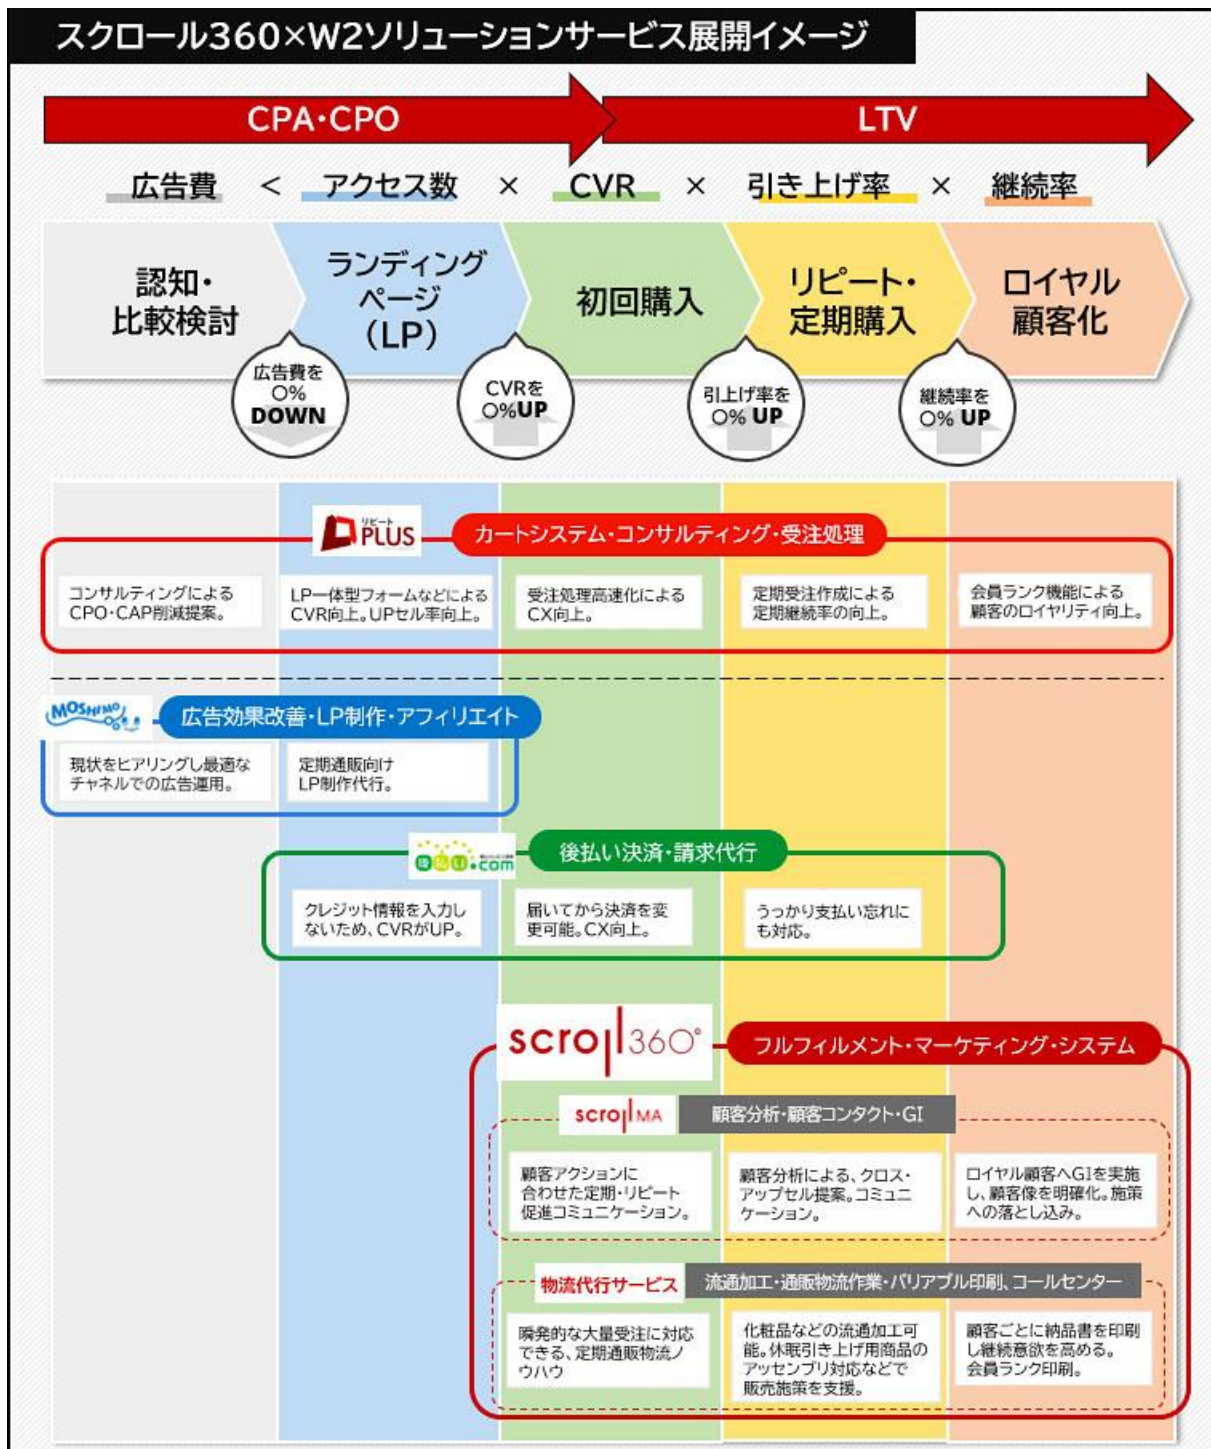 スクロール360×W2ソリューションサービス展開イメージ
CPA・CPO
LTV
広告費 < アクセス数 × CVR × 引き上げ率 × 継続率
認知・
比較検討
ランディング
ページ
(LP)
初回購入
リピート・
定期購入
ロイヤル
顧客化
広告費を
○%
DOWN
CVRを
○%UP
引上げ率を
○% UP
継続率を
○% UP
リピート
PLUS
カートシステム・コンサルティング・受注処理
コンサルティングによる
CPO・CAP削減提案。
LP一体型フォームなどによる
CVR向上。UPセル率向上。
受注処理高速化による
CX向上。
定期受注作成による
定期継続率の向上。
会員ランク機能による
顧客のロイヤリティ向上。
MOSHIMO
広告効果改善・LP制作・アフィリエイト
現状をヒアリングし最適な
チャネルでの広告運用。
定期通販向け
LP制作代行。
後払い.com
後払い決済・請求代行
クレジット情報を入力し
ないため、CVRがUP。
届いてから決済を変
更可能。CX向上。
うっかり支払い忘れに
も対応。
scroll360°
フルフィルメント・マーケティング・システム
scroll MA
顧客分析・顧客コンタクト・GI
顧客アクションに
合わせた定期・リピート
促進コミュニケーション。
顧客分析による、クロス・
アップセル提案。コミュニ
ケーション。
ロイヤル顧客へGIを実施
し、顧客像を明確化。施策
への落とし込み。
物流代行サービス
流通加工・通販物流作業・バリアブル印刷、コールセンター
瞬発的な大量受注に対応
できる、定期通販物流ノ
ウハウ
化粧品などの流通加工可
能。休眠引き上げ用商品の
アッセンブリ対応などで
販売施策を支援。
顧客ごとに納品書を印刷
し継続意欲を高める。
会員ランク印刷。